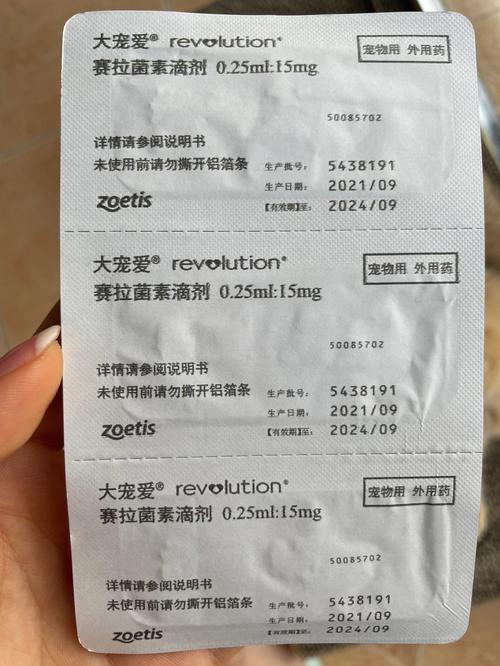 大宠爱® revolution®
宠物用 外用药
赛拉菌素滴剂 0.25ml:15mg
50085702
详情请参阅说明书
未使用前请勿撕开铝箔条 生产批号: 5438191
生产日期: 2021/09
zoetis 【有效期】至: 2024/09
大宠爱® revolution®
宠物用 外用药
赛拉菌素滴剂 0.25ml:15mg
50085702
详情请参阅说明书
未使用前请勿撕开铝箔条 生产批号: 5438191
生产日期: 2021/09
zoetis 【有效期】至: 2024/09
大宠爱® revolution®
宠物用 外用药
赛拉菌素滴剂 0.25ml:15mg
50085702
详情请参阅说明书
未使用前请勿撕开铝箔条 生产批号: 5438191
生产日期: 2021/09
zoetis 【有效期】至: 2024/09